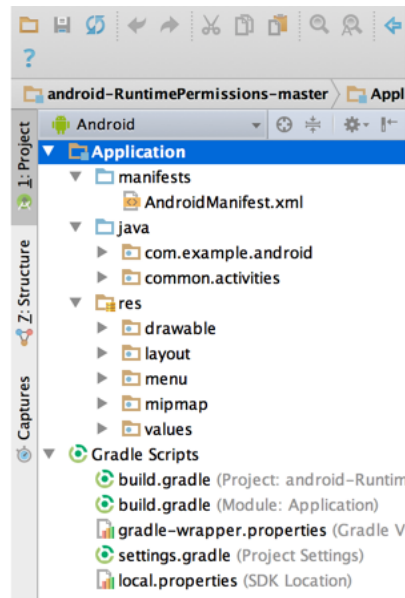 ?
android-RuntimePermissions-master
Appl
1: Project
Android
Application
manifests
AndroidManifest.xml
java
com.example.android
common.activities
res
drawable
layout
menu
mipmap
values
Gradle Scripts
build.gradle (Project: android-Runtim
build.gradle (Module: Application)
gradle-wrapper.properties (Gradle V
settings.gradle (Project Settings)
local.properties (SDK Location)
Z: Structure
Captures